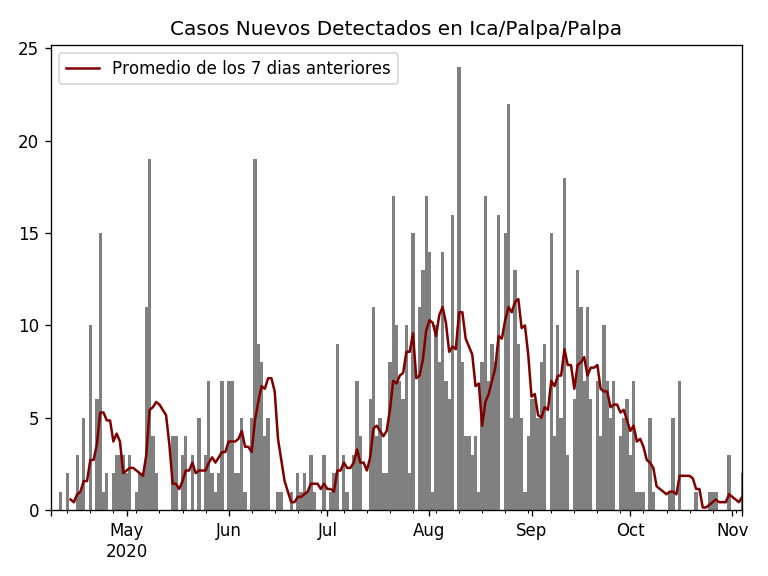 Casos Nuevos Detectados en Ica/Palpa/Palpa
Promedio de los 7 dias anteriores
25
20
15
10
5
0
May Jun Jul Aug Sep Oct Nov
2020